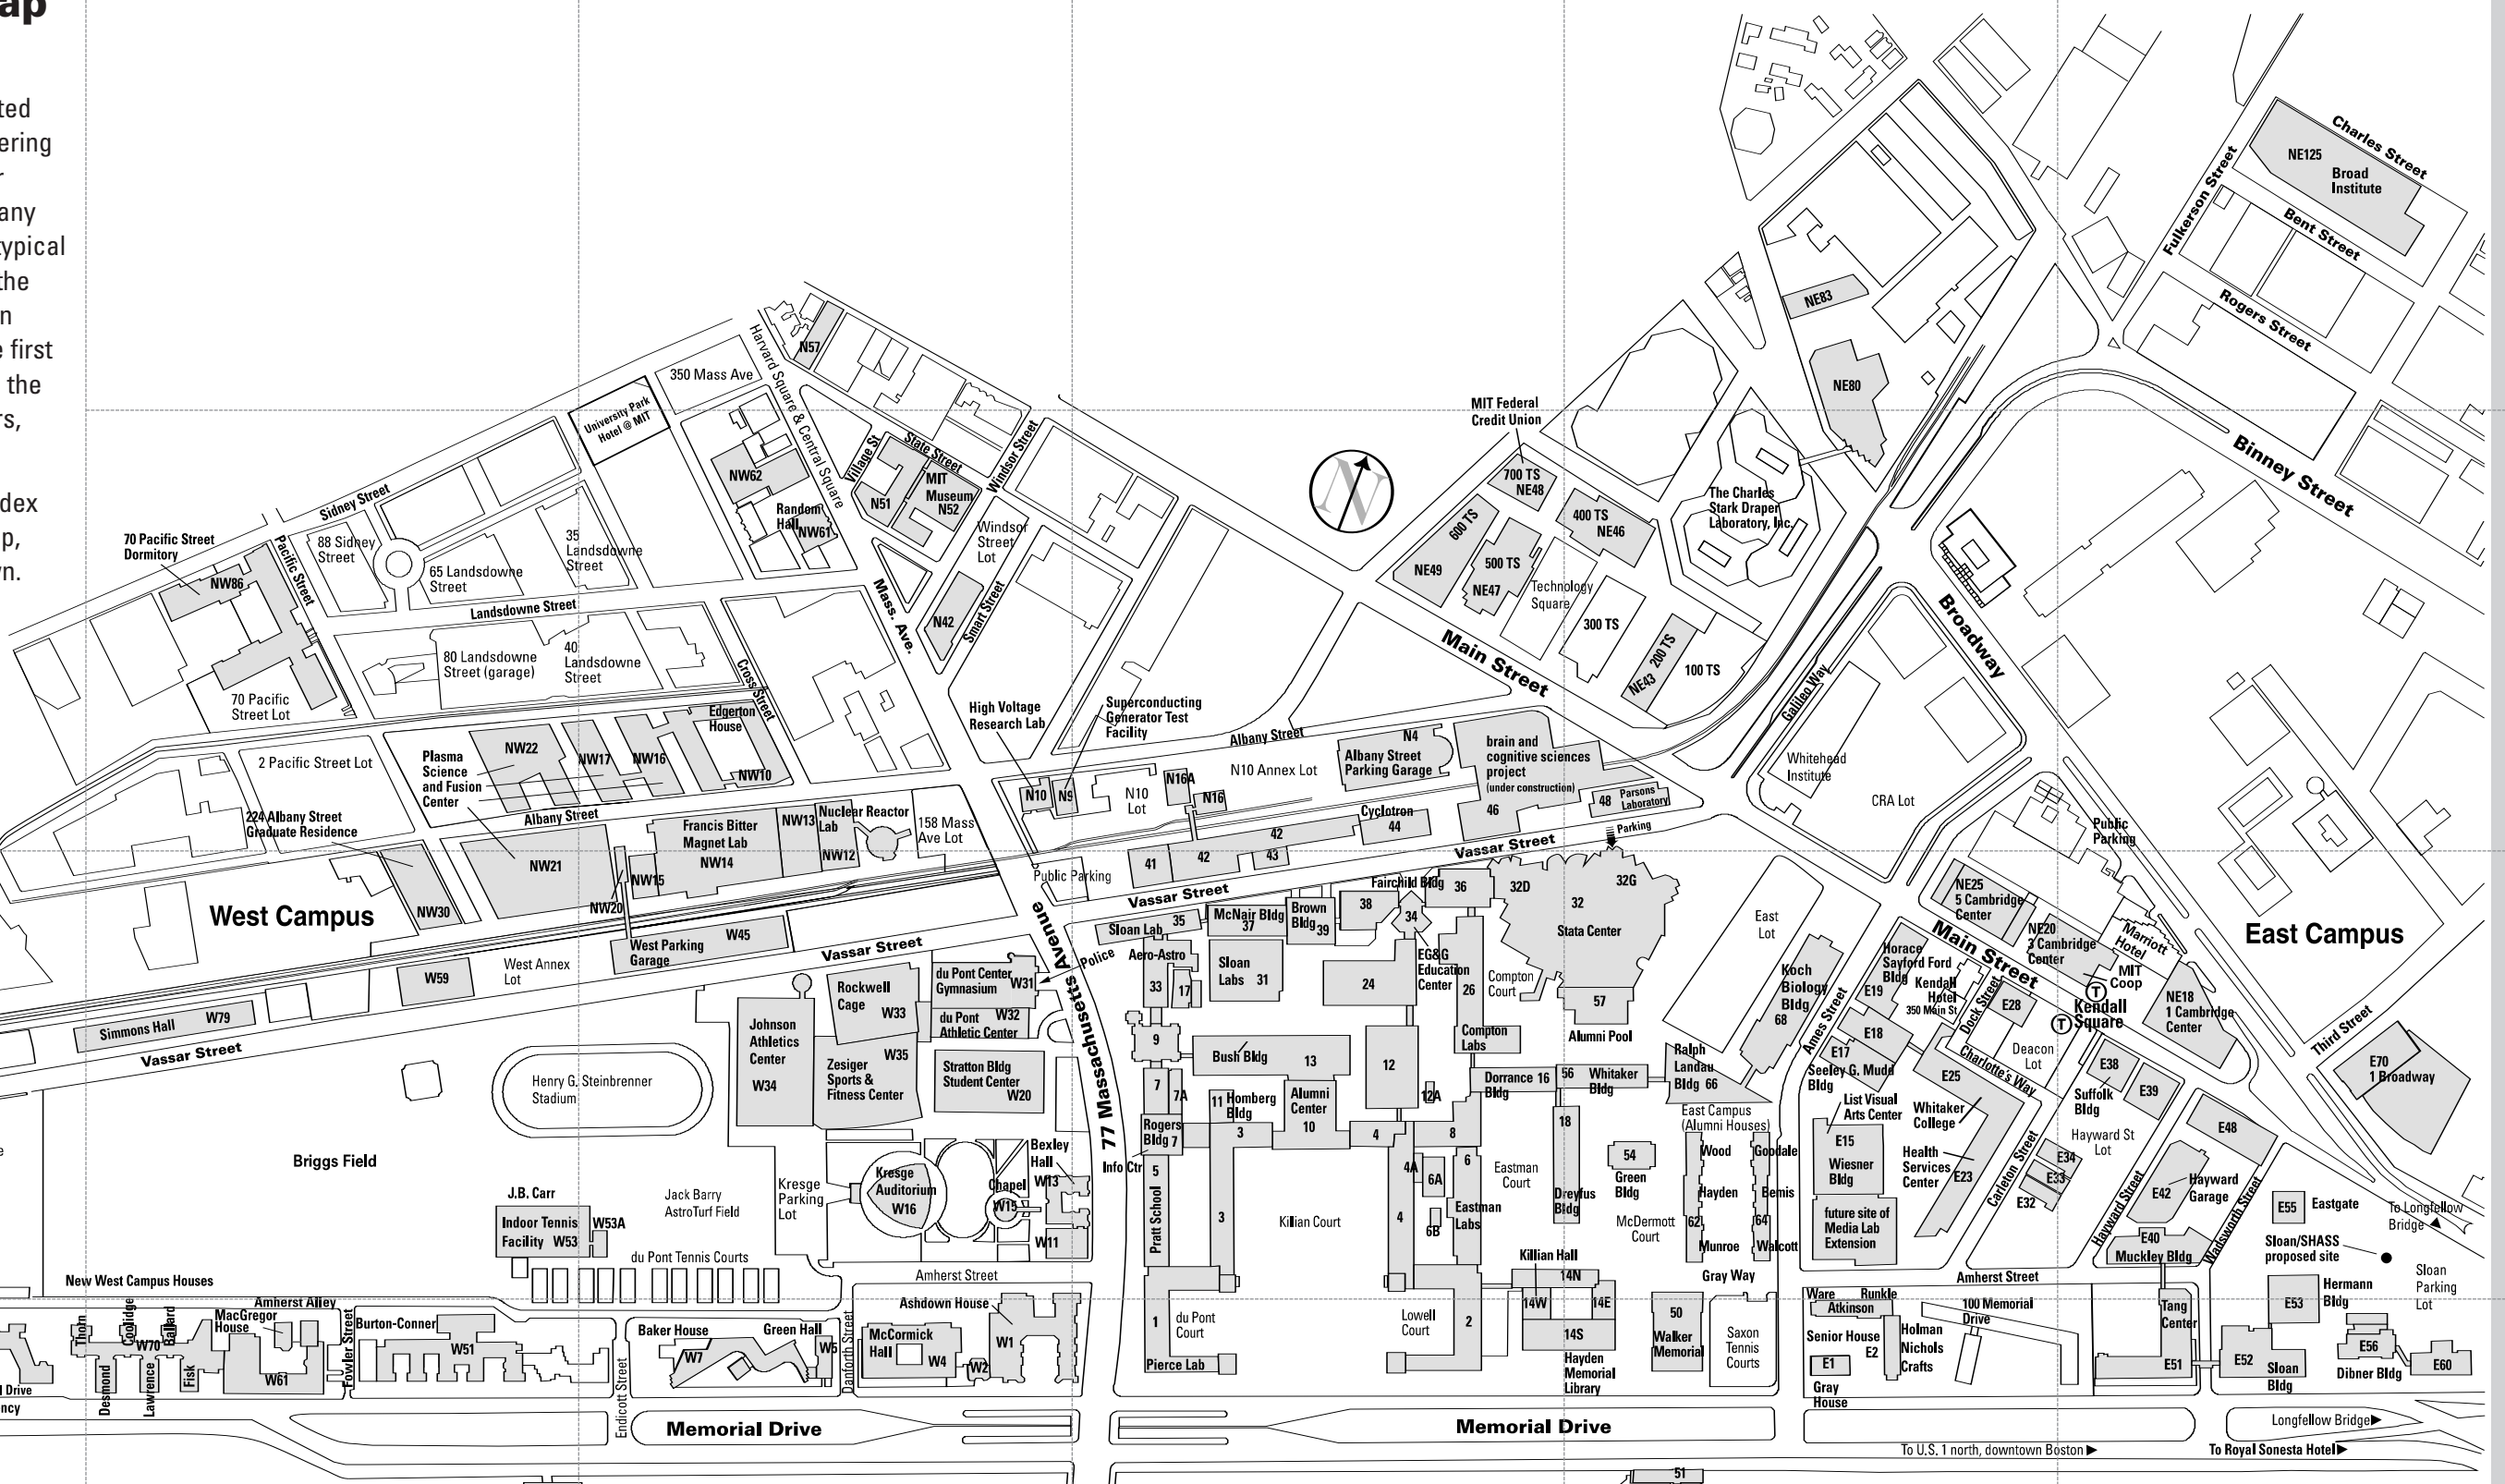 ap
ted
ering
r
any
typical
the
n
e first
the
rs,
dex
p,
vn.
Charles Street
NE125
Broad
Institute
Fulkerson Street
Bent Street
Rogers Street
Binney Street
NE83
NE80
N57
350 Mass Ave
Harvard Square & Central Square
University Park
Hotel @ MIT
NW62
Random
Hall
NW61
Village St
State Street
Windsor Street
N51
MIT
Museum
N52
Windsor
Street
Lot
N42
Smart Street
Mass. Ave.
Sidney Street
70 Pacific Street
Dormitory
NW86
Pacific Street
88 Sidney
Street
65 Landsdowne
Street
35
Landsdowne
Street
Landsdowne Street
80 Landsdowne
Street (garage)
40
Landsdowne
Street
Cross Street
70 Pacific
Street Lot
2 Pacific Street Lot
Plasma
Science
and Fusion
Center
NW22
NW17
NW16
Edgerton
House
NW10
Albany Street
224 Albany Street
Graduate Residence
NW30
NW21
NW20
NW15
Francis Bitter
Magnet Lab
NW14
NW13
Nuclear Reactor
Lab
NW12
158 Mass
Ave Lot
West Campus
N
MIT Federal
Credit Union
700 TS
NE48
600 TS
NE49
500 TS
NE47
400 TS
NE46
Technology
Square
300 TS
200 TS
NE43
100 TS
The Charles
Stark Draper
Laboratory, Inc.
Main Street
Broadway
Galileo Way
Whitehead
Institute
CRA Lot
Public
Parking
High Voltage
Research Lab
Superconducting
Generator Test
Facility
N10
N9
N10
Lot
N16A
N16
Albany Street
N10 Annex Lot
N4
Albany Street
Parking Garage
brain and
cognitive sciences
project
(under construction)
46
48
Parsons
Laboratory
Cyclotron
44
42
42
43
41
Parking
Vassar Street
Vassar Street
Public Parking
West Parking
Garage
W45
W59
West Annex
Lot
Simmons Hall
W79
Vassar Street
Vassar Street
Henry G. Steinbrenner
Stadium
Briggs Field
Johnson
Athletics
Center
W34
Rockwell
Cage
W33
du Pont Center
Gymnasium
W31
du Pont
Athletic Center
W32
Zesiger
Sports &
Fitness Center
W35
Stratton Bldg
Student Center
W20
Police
77 Massachusetts Avenue
Kresge
Auditorium
W16
Kresge
Parking
Lot
Chapel
W15
Bexley
Hall
W13
W11
J.B. Carr
Indoor Tennis
Facility
W53
W53A
Jack Barry
AstroTurf Field
du Pont Tennis Courts
Amherst Street
New West Campus Houses
Amherst Alley
Thorn
Coolidge
Ballard
W70
Desmond
Lawrence
Fisk
MacGregor
House
W61
Fowler Street
Burton-Conner
W51
Endicott Street
Baker House
W7
Green Hall
W5
Danforth Street
McCormick
Hall
W4
W2
Ashdown House
W1
l Drive
ncy
Memorial Drive
Memorial Drive
Sloan Lab
35
McNair Bldg
37
Brown
Bldg
39
38
Fairchild Bldg
36
34
EG&G
Education
Center
32D
32G
32
Stata Center
57
Alumni Pool
Compton
Court
26
Compton
Labs
24
Aero-Astro
33
17
Sloan
Labs
31
9
Bush Bldg
13
12
12A
7
7A
Rogers
Bldg
7
11
Homberg
Bldg
Alumni
Center
10
3
4
8
Dorrance
Bldg
16
56
Whitaker
Bldg
Ralph
Landau
Bldg
66
East
Lot
Koch
Biology
Bldg
68
Info Ctr
5
Pratt School
3
Killian Court
4
4A
6A
6B
6
Eastman
Labs
Eastman
Court
18
Dreyfus
Bldg
54
Green
Bldg
McDermott
Court
East Campus
(Alumni Houses)
Wood
Hayden
62
Munroe
Goodale
Bemis
64
Walcott
Gray Way
1
Pierce Lab
du Pont
Court
Lowell
Court
2
Killian Hall
14N
14W
14E
14S
Hayden
Memorial
Library
50
Walker
Memorial
Saxon
Tennis
Courts
51
Ames Street
Horace
Sayford Ford
Bldg
E19
E18
E17
Seeley G. Mudd
Bldg
Kendall
Hotel
350 Main St
Dock Street
E28
Charlotte's Way
Deacon
Lot
E25
List Visual
Arts Center
Whitaker
College
E15
Wiesner
Bldg
Health
Services
Center
E23
future site of
Media Lab
Extension
Carleton Street
E34
E33
E32
Hayward St
Lot
E38
Suffolk
Bldg
E39
NE25
5 Cambridge
Center
Main Street
NE20
3 Cambridge
Center
Marriott
Hotel
MIT
Coop
T
T
Kendall
Square
NE18
1 Cambridge
Center
East Campus
Third Street
E70
1 Broadway
E48
E42
Hayward
Garage
Hayward Street
Wadsworth Street
E40
Muckley Bldg
E55
Eastgate
To Longfellow
Bridge
Sloan/SHASS
proposed site
Sloan
Parking
Lot
Amherst Street
Ware
Runkle
Atkinson
Senior House
E2
Holman
Nichols
Crafts
E1
Gray
House
100 Memorial
Drive
Tang
Center
E51
E53
Hermann
Bldg
E52
Sloan
Bldg
E56
Dibner Bldg
E60
Longfellow Bridge
To U.S. 1 north, downtown Boston
To Royal Sonesta Hotel